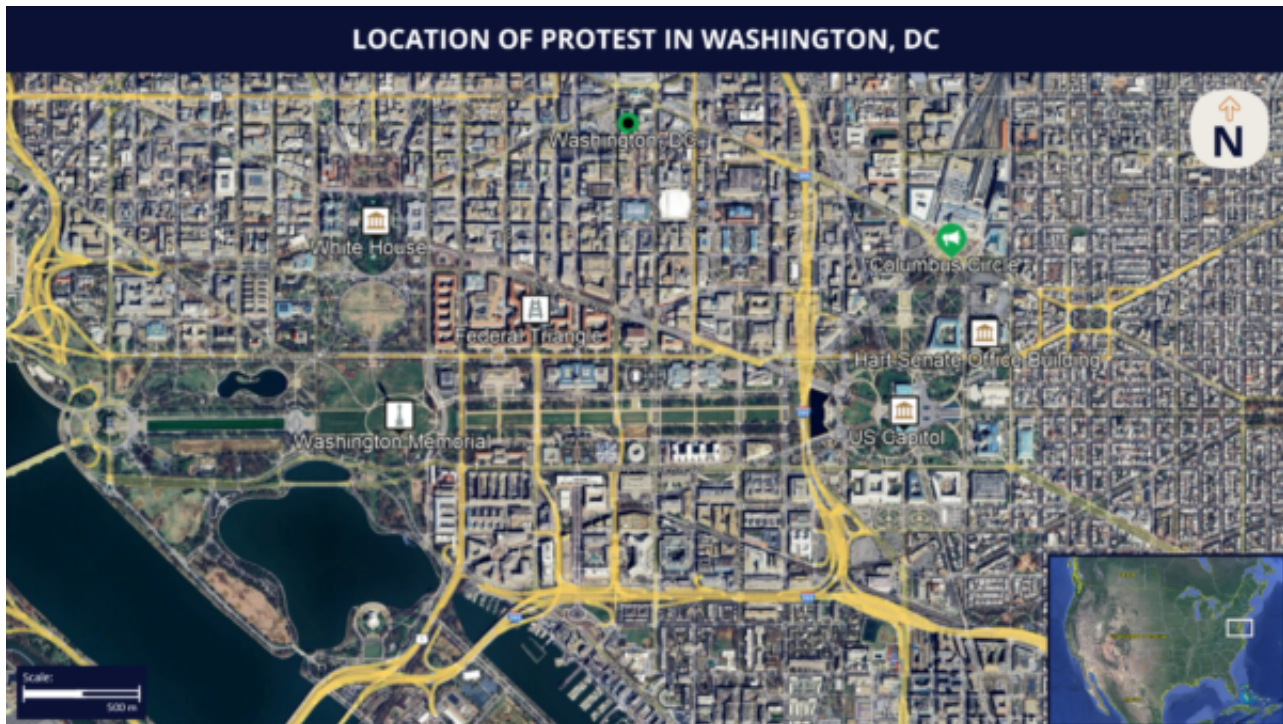 LOCATION OF PROTEST IN WASHINGTON, DC
N
Washington, DC
White House
Columbus Circle
Federal Triangle
Hart Senate Office Building
Washington Memorial
US Capitol
Scale:
500 m